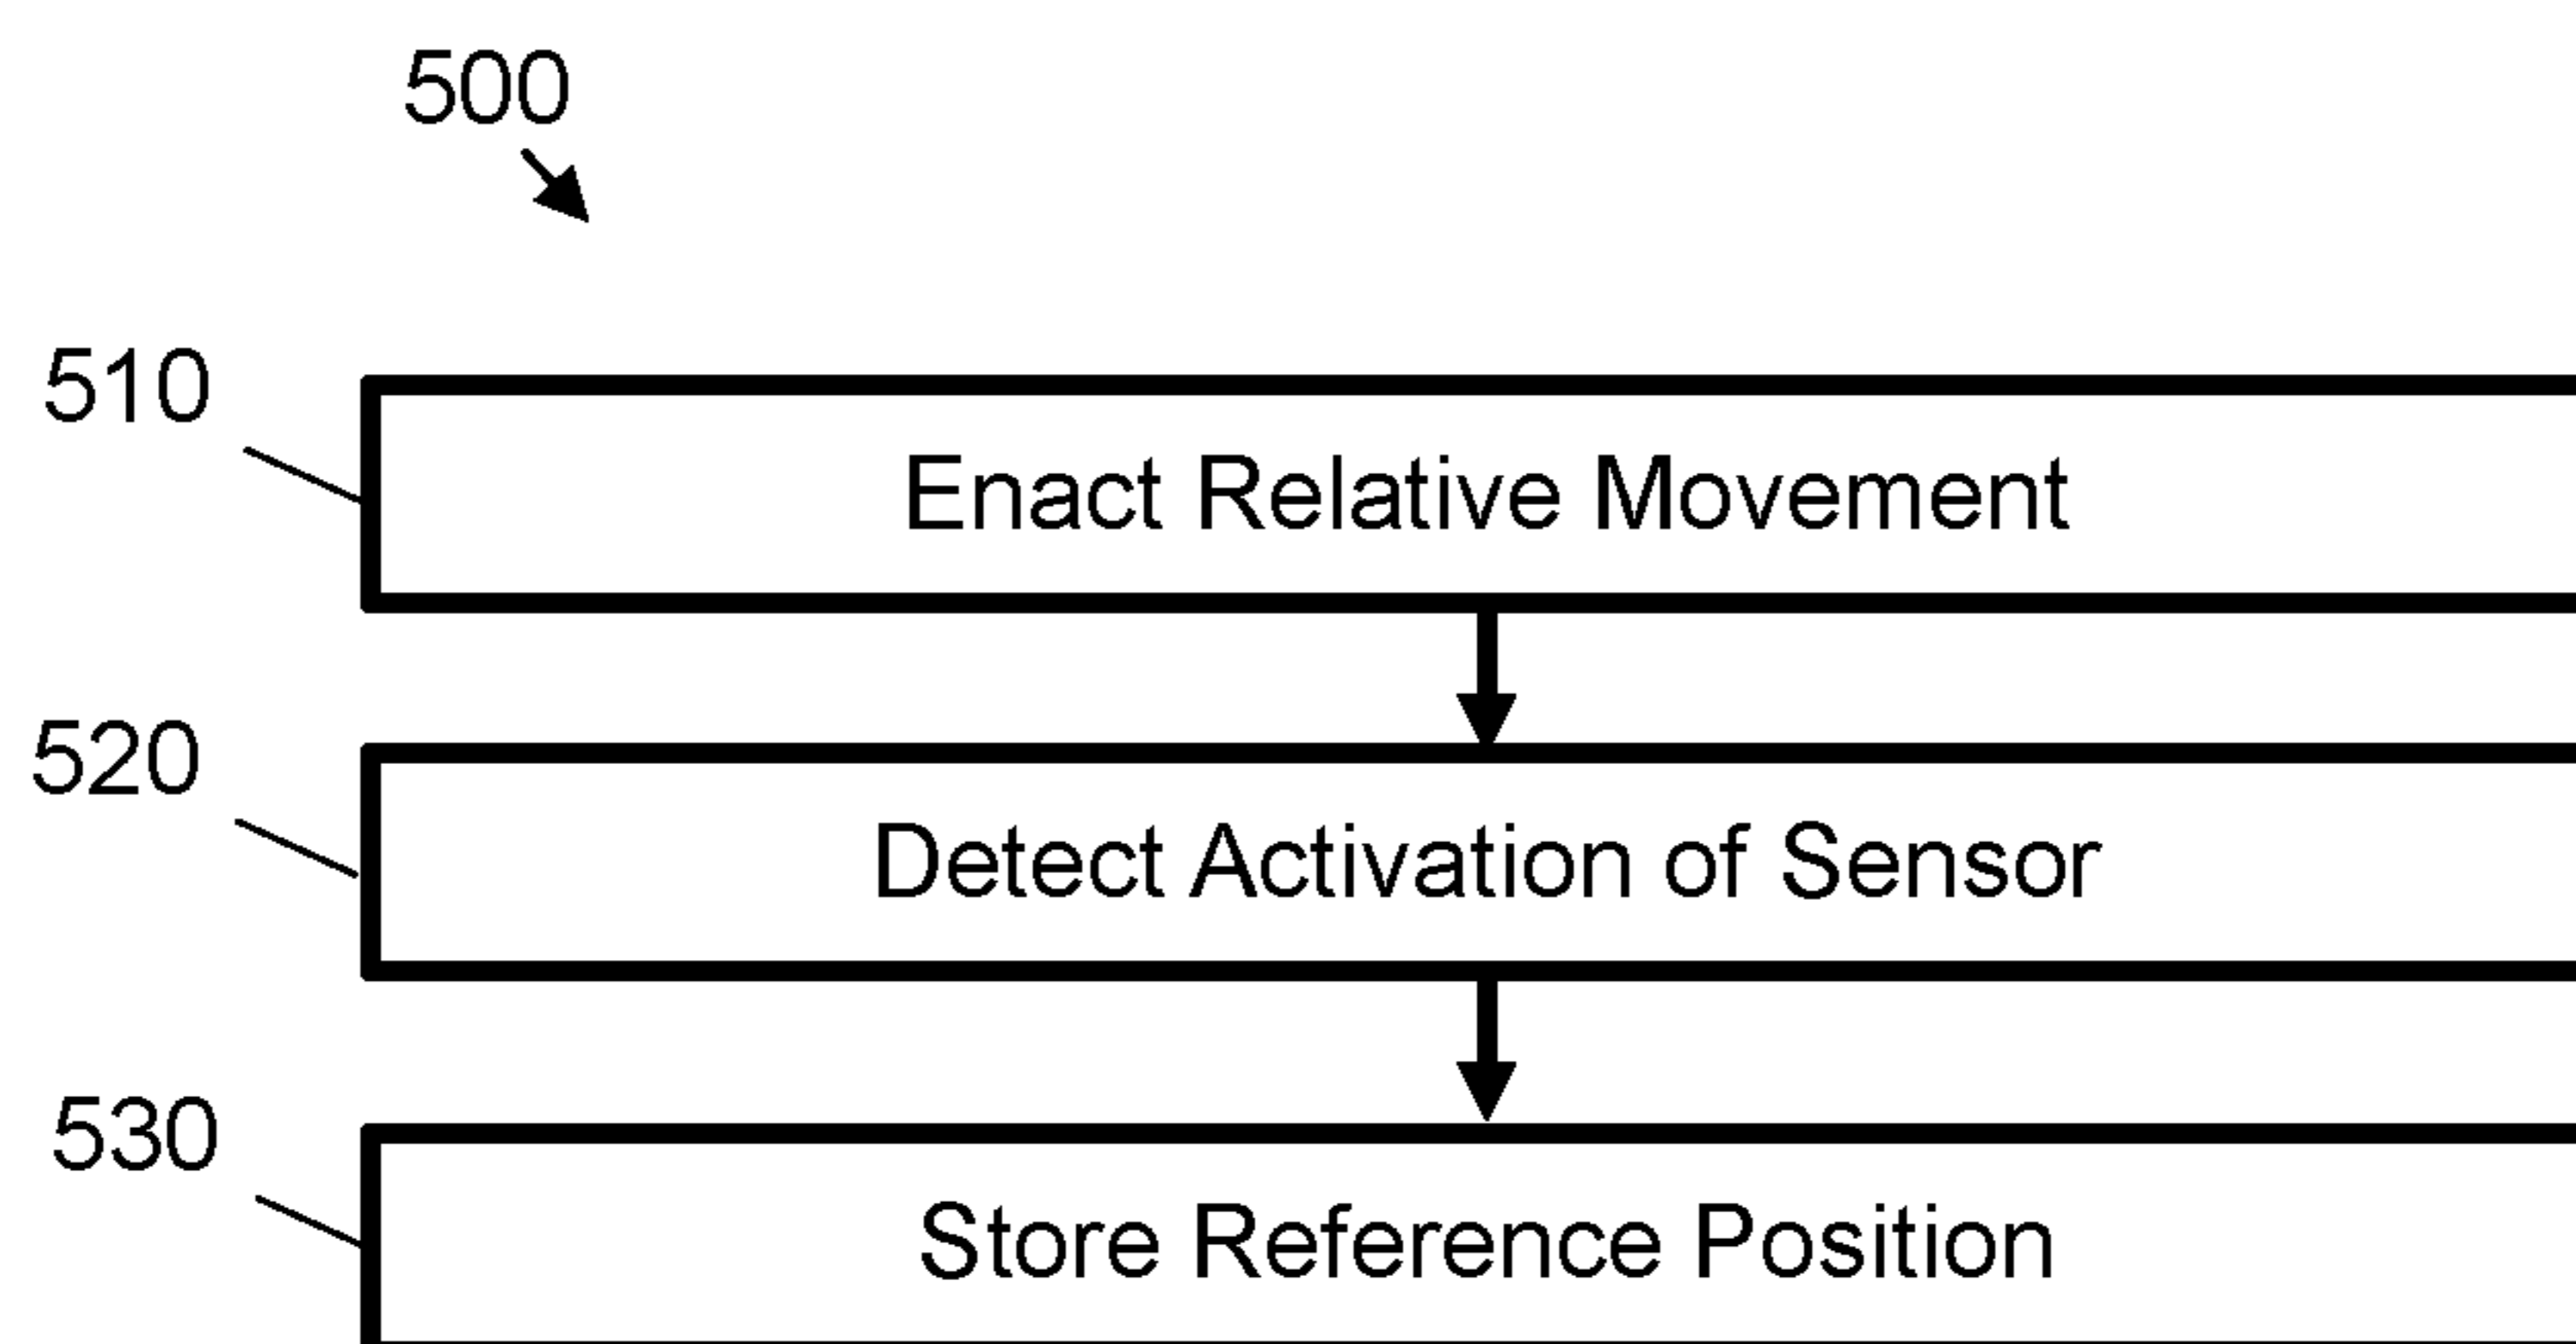 500
510
Enact Relative Movement
520
Detect Activation of Sensor
530
Store Reference Position